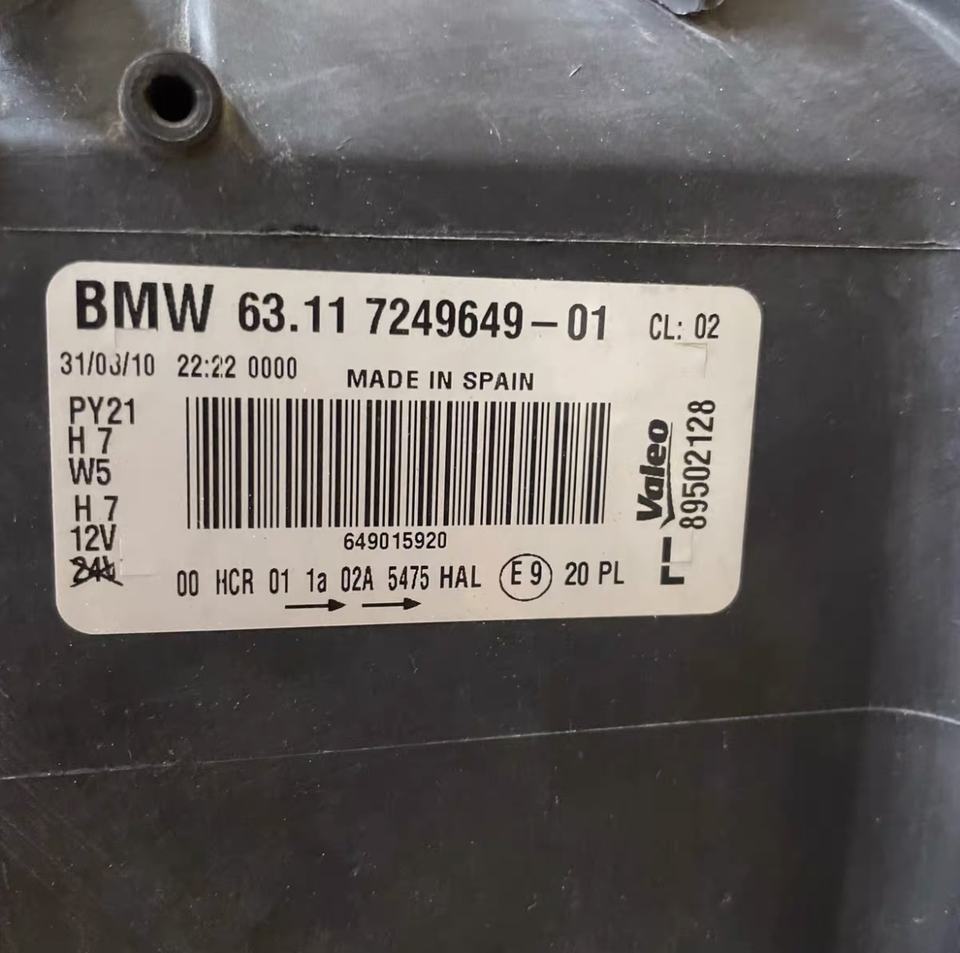 BMW 63.11 7249649-01 CL: 02
31/03/10 22:22 0000
MADE IN SPAIN
PY21
H 7
W5
H 7
12V
649015920
00 HCR 01 1a 02A 5475 HAL E 9 20 PL
Valeo
89502128